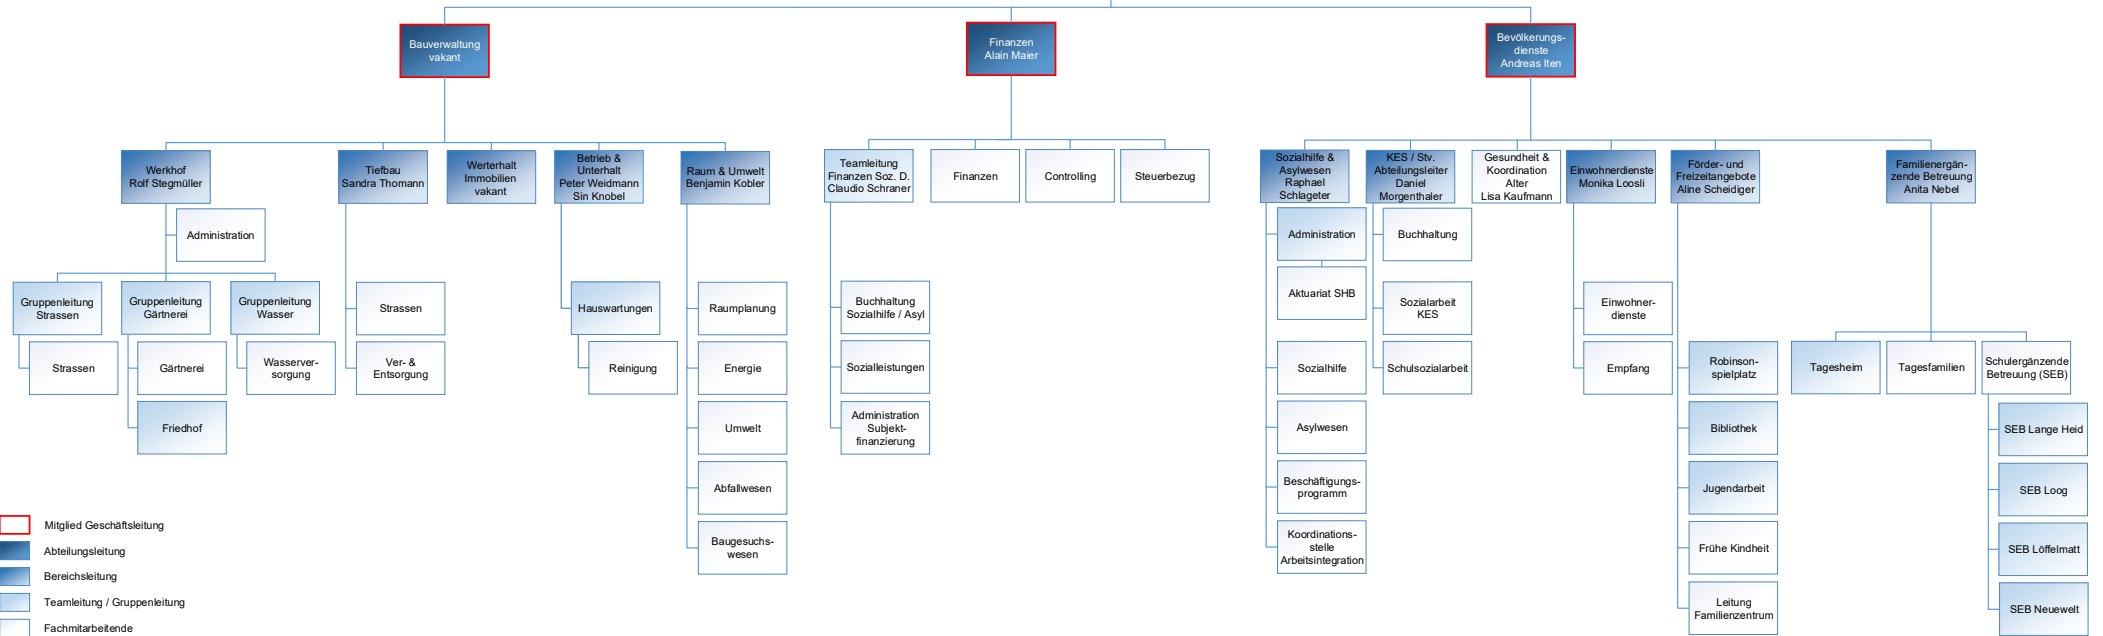 Bauverwaltung
vakant
Finanzen
Alain Maier
Bevölkerungs-
dienste
Andreas Iten
Werkhof
Rolf Stegmüller
Tiefbau
Sandra Thomann
Werterhalt
Immobilien
vakant
Betrieb &
Unterhalt
Peter Weidmann
Sin Knobel
Raum & Umwelt
Benjamin Kobler
Teamleitung
Finanzen Soz. D.
Claudio Schraner
Finanzen
Controlling
Steuerbezug
Sozialhilfe &
Asylwesen
Raphael
Schlageter
KES / Stv.
Abteilungsleiter
Daniel
Morgenthaler
Gesundheit &
Koordination
Alter
Lisa Kaufmann
Einwohnerdienste
Monika Loosli
Förder- und
Freizeitangebote
Aline Scheidiger
Familienergän-
zende Betreuung
Anita Nebel
Administration
Administration
Buchhaltung
Aktuariat SHB
Gruppenleitung
Strassen
Gruppenleitung
Gärtnerei
Gruppenleitung
Wasser
Strassen
Hauswartungen
Raumplanung
Buchhaltung
Sozialhilfe / Asyl
Sozialarbeit
KES
Einwohner-
dienste
Strassen
Gärtnerei
Wasserver-
sorgung
Ver- &
Entsorgung
Reinigung
Energie
Sozialleistungen
Sozialhilfe
Schulsozialarbeit
Empfang
Robinson-
spielplatz
Tagesheim
Tagesfamilien
Schulergänzende
Betreuung (SEB)
Friedhof
Umwelt
Administration
Subjekt-
finanzierung
Asylwesen
Bibliothek
SEB Lange Heid
Abfallwesen
Beschäftigungs-
programm
Jugendarbeit
SEB Loog
Baugesuchs-
wesen
Koordinations-
stelle
Arbeitsintegration
Frühe Kindheit
SEB Löffelmatt
Leitung
Familienzentrum
SEB Neuewelt
Mitglied Geschäftsleitung
Abteilungsleitung
Bereichsleitung
Teamleitung / Gruppenleitung
Fachmitarbeitende